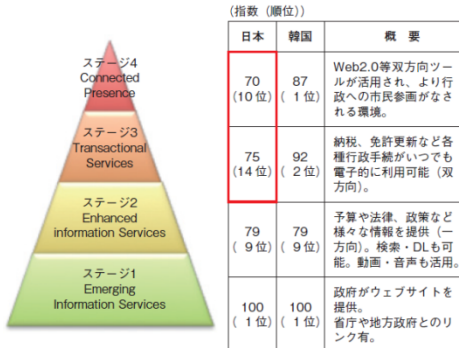 (指数(順位))
日本
韓国
概 要
ステージ4
Connected
Presence
70
(10位)
87
( 1位)
Web2.0等双方向ツー
ルが活用され、より行
政への市民参画がなさ
れる環境。
ステージ3
Transactional
Services
75
(14位)
92
( 2位)
納税、免許更新など各
種行政手続がいつでも
電子的に利用可能(双
方向)。
ステージ2
Enhanced
information Services
79
( 9位)
79
( 9位)
予算や法律、政策など
様々な情報を提供(一
方向)。検索・DLも可
能。動画・音声も活用。
ステージ1
Emerging
Information Services
100
( 1位)
100
( 1位)
政府がウェブサイトを
提供。
省庁や地方政府とのリ
ンク有。